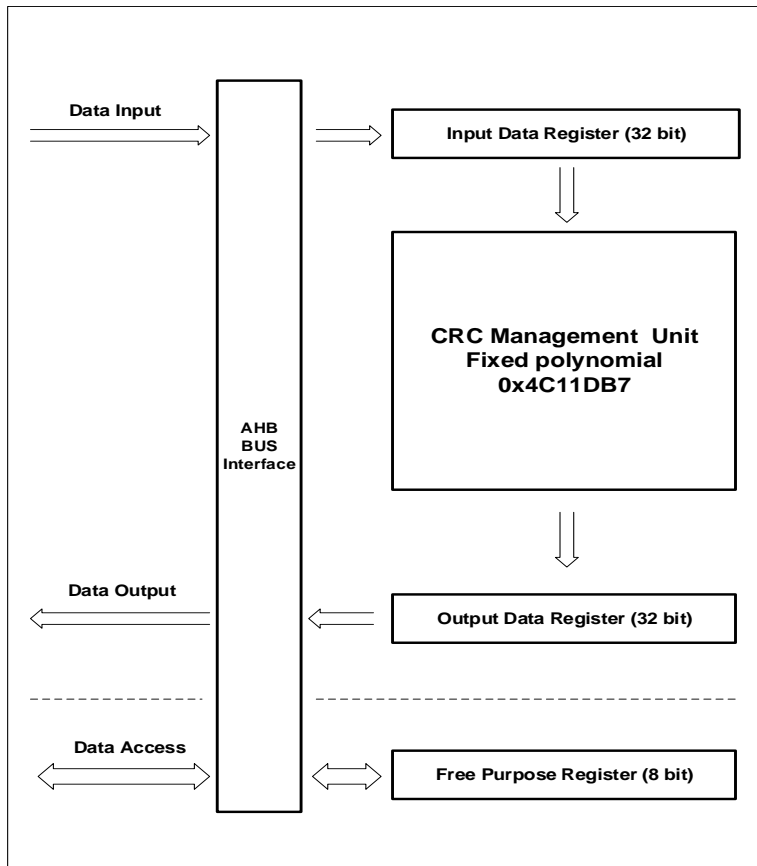 Data Input
Input Data Register (32 bit)
CRC Management Unit
Fixed polynomial
0x4C11DB7
AHB
BUS
Interface
Data Output
Output Data Register (32 bit)
Data Access
Free Purpose Register (8 bit)